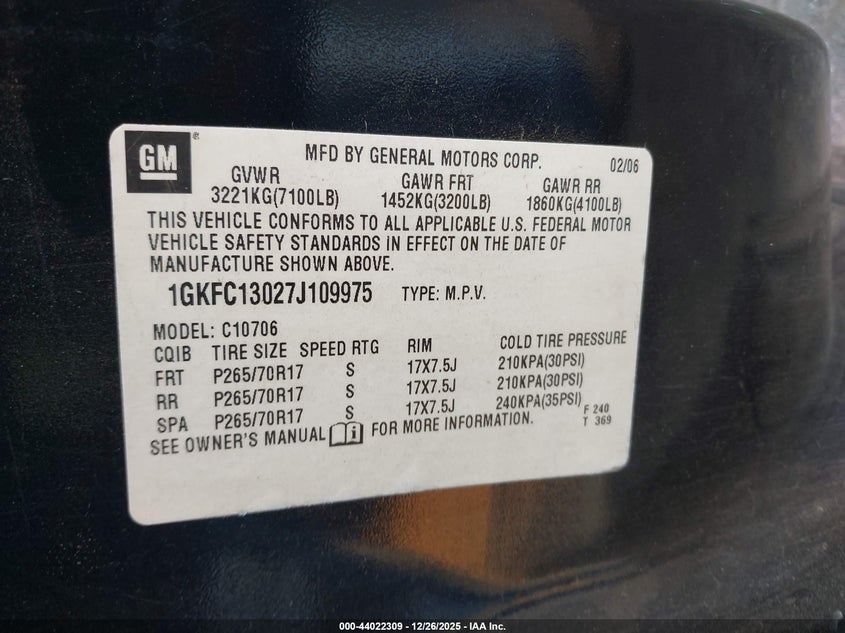 GM ® MFD BY GENERAL MOTORS CORP. 02/06
GVWR GAWR FRT GAWR RR
3221KG(7100LB) 1452KG(3200LB) 1860KG(4100LB)
THIS VEHICLE CONFORMS TO ALL APPLICABLE U.S. FEDERAL MOTOR
VEHICLE SAFETY STANDARDS IN EFFECT ON THE DATE OF
MANUFACTURE SHOWN ABOVE.
1GKFC13027J109975 TYPE: M.P.V.
MODEL: C10706
CQIB TIRE SIZE SPEED RTG RIM COLD TIRE PRESSURE
FRT P265/70R17 S 17X7.5J 210KPA(30PSI)
RR P265/70R17 S 17X7.5J 210KPA(30PSI)
SPA P265/70R17 S 17X7.5J 240KPA(35PSI) F 240
SEE OWNER'S MANUAL i FOR MORE INFORMATION. T 369
000-44022309 - 12/26/2025 - IAA Inc.